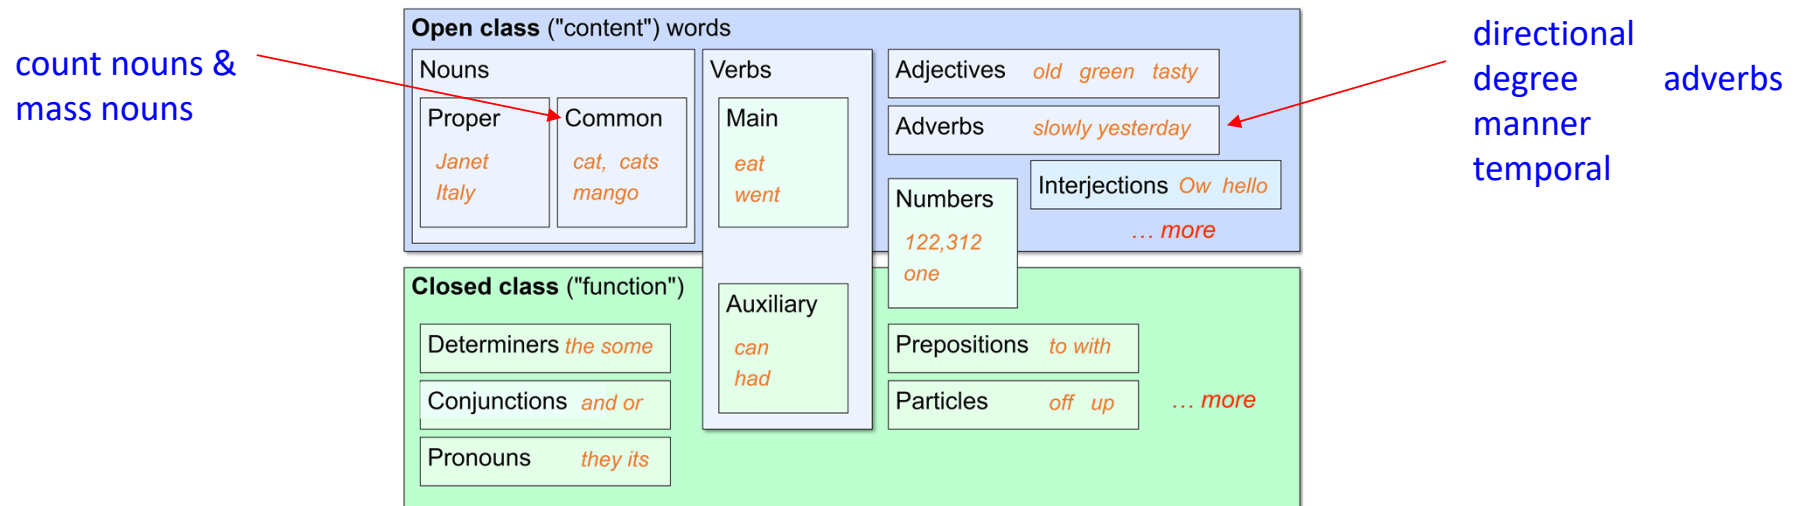 count nouns &
mass nouns
Open class ("content") words
Nouns
Proper
Janet
Italy
Common
cat, cats
mango
Verbs
Main
eat
went
Adjectives old green tasty
Adverbs slowly yesterday
Interjections Ow hello
Numbers
122,312
one
… more
Closed class ("function")
Determiners the some
Conjunctions and or
Pronouns they its
Auxiliary
can
had
Prepositions to with
Particles off up
… more
directional
degree adverbs
manner
temporal